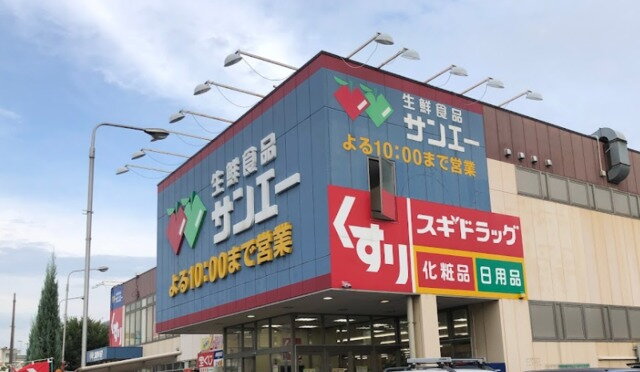 生鮮食品
サンエー
よる10:00まで営業
生鮮食品
サンエー
よる10:00まで営業
くすり
スギドラッグ
化粧品
日用品